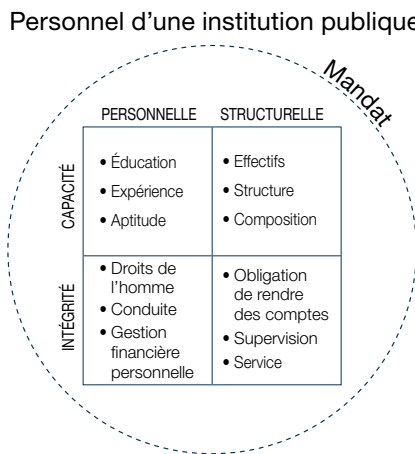 Personnel d’une institution publique
Mandat
PERSONNELLE STRUCTURELLE
CAPACITÉ
• Éducation
• Expérience
• Aptitude
• Effectifs
• Structure
• Composition
INTÉGRITÉ
• Droits de
l’homme
• Conduite
• Gestion
financière
personnelle
• Obligation
de rendre
des comptes
• Supervision
• Service